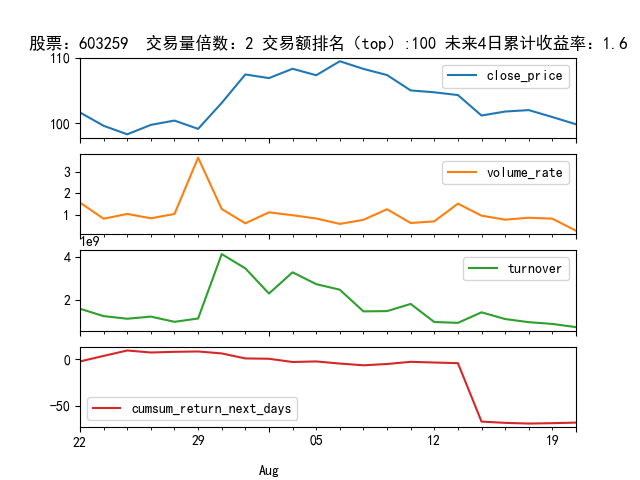 股票：603259 交易量倍数：2 交易额排名（top）:100 未来4日累计收益率：1.6
110
close_price
100
3
volume_rate
2
1
1e9
4
turnover
2
0
−50
cumsum_return_next_days
22 29 05 12 19
Aug